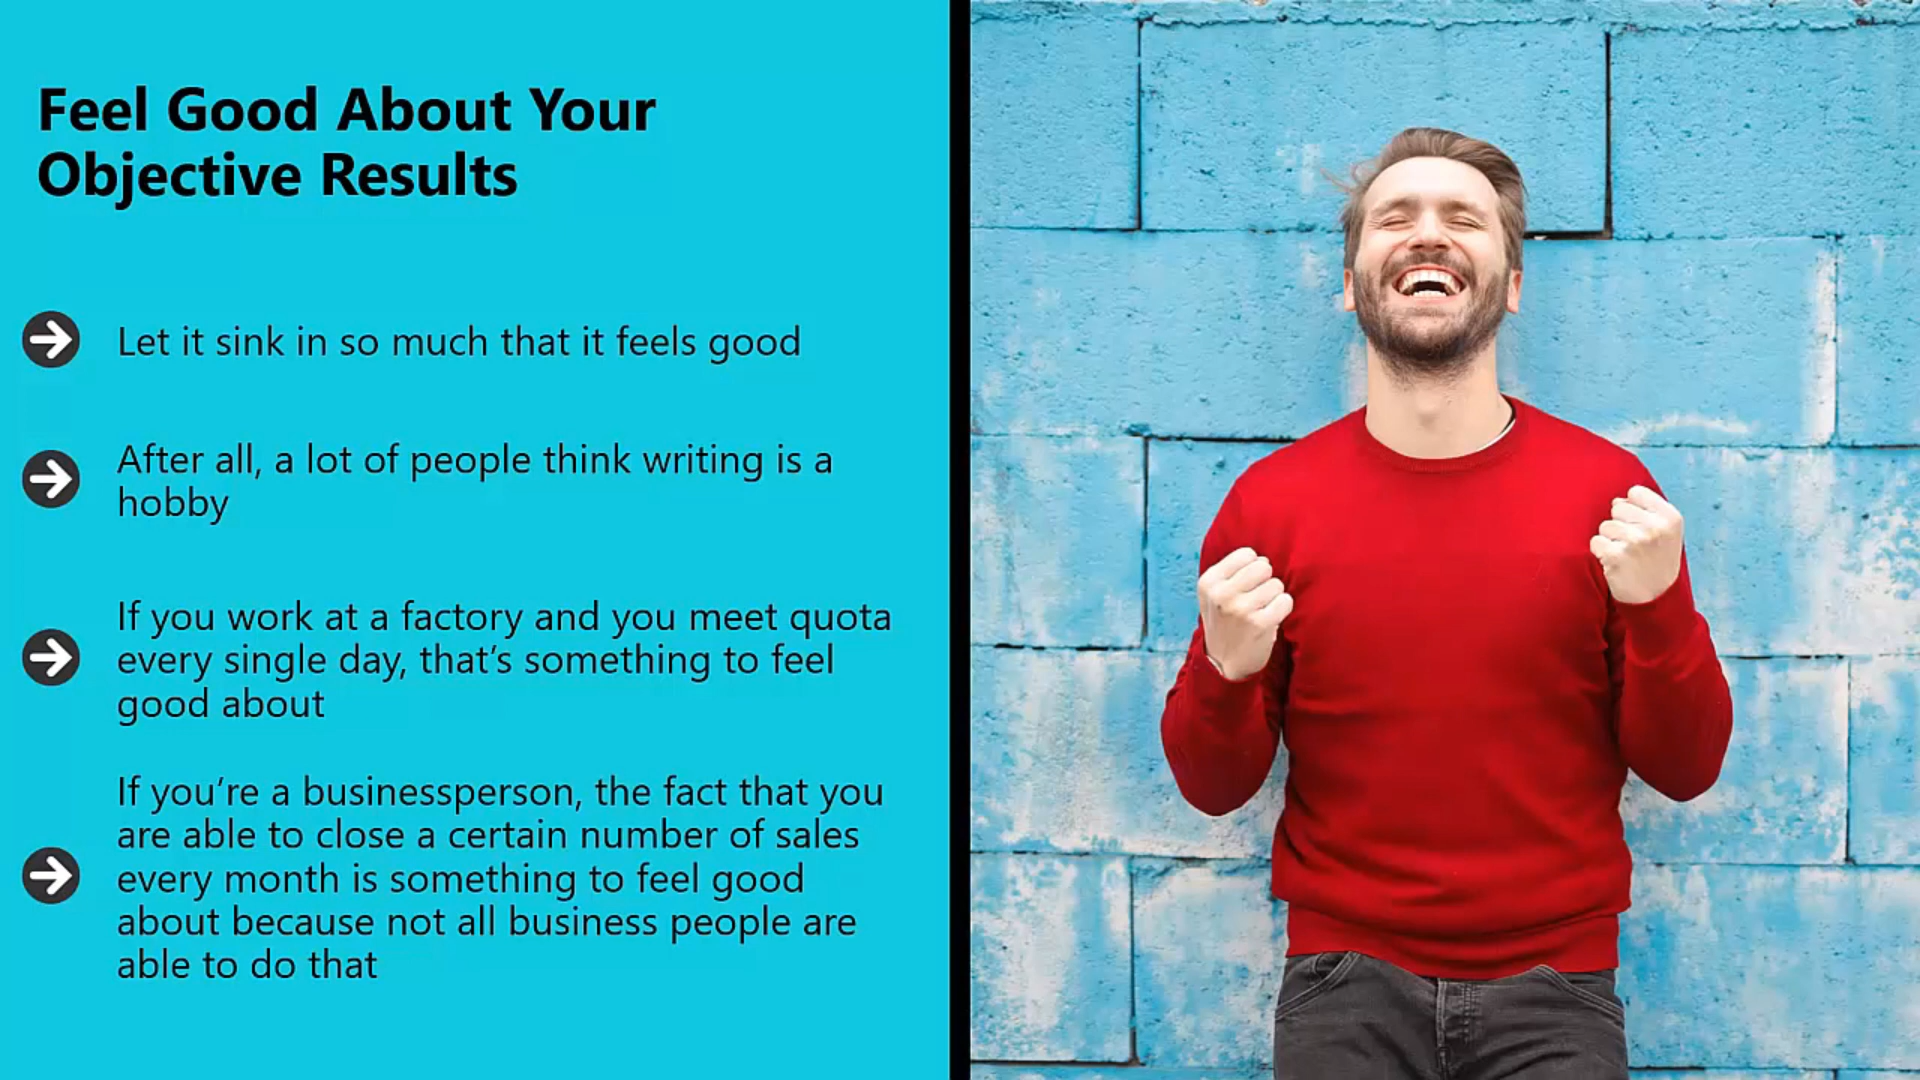 Feel Good About Your
Objective Results
Let it sink in so much that it feels good
After all, a lot of people think writing is a
hobby
If you work at a factory and you meet quota
every single day, that’s something to feel
good about
If you’re a businessperson, the fact that you
are able to close a certain number of sales
every month is something to feel good
about because not all business people are
able to do that